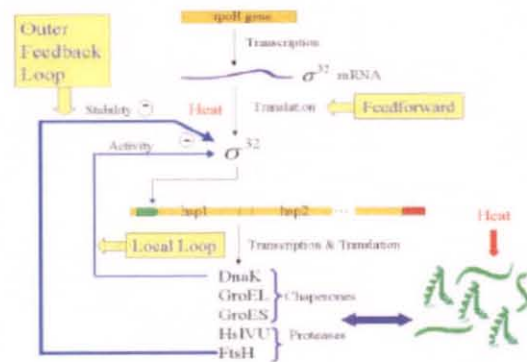 rpoH gene
Outer
Feedback
Loop
Transcription
σ³² mRNA
Stability -
Heat
Translation
Feedforward
Activity -
σ³²
hsp1 hsp2 ...
Heat
Local Loop
Transcription & Translation
DnaK
GroEL
Chaperones
GroES
HslVU
Proteases
FtsH